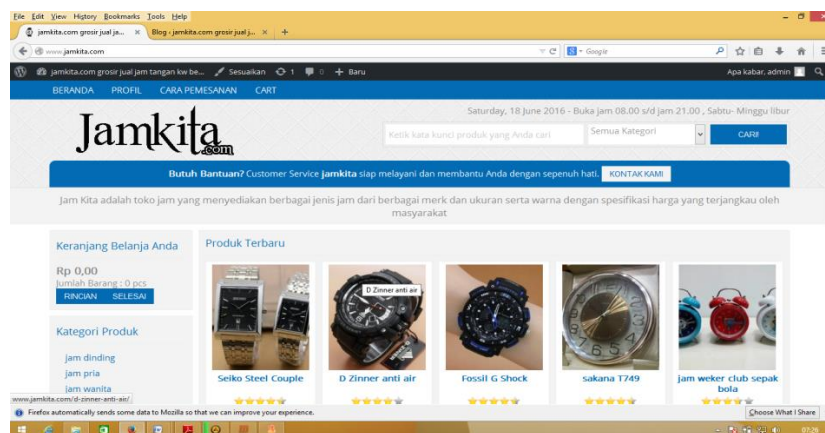 File Edit View History Bookmarks Tools Help
jamkita.com grosir jual ja... × Blog - jamkita.com grosir jual j... × +
www.jamkita.com
Google
jamkita.com grosir jual jam tangan kw be... Sesuaikan 1 0 + Baru Apa kabar, admin
BERANDA PROFIL CARA PEMESANAN CART
Saturday, 18 June 2016 - Buka jam 08.00 s/d jam 21.00 , Sabtu- Minggu libur
Jamkita
.com
Ketik kata kunci produk yang Anda cari Semua Kategori CARI!
Butuh Bantuan? Customer Service jamkita siap melayani dan membantu Anda dengan sepenuh hati. KONTAK KAMI
Jam Kita adalah toko jam yang menyediakan berbagai jenis jam dari berbagai merk dan ukuran serta warna dengan spesifikasi harga yang terjangkau oleh
masyarakat
Keranjang Belanja Anda
Rp 0,00
Jumlah Barang : 0 pcs
RINCIAN SELESAI
Kategori Produk
jam dinding
jam pria
jam wanita
Produk Terbaru
D Zinner anti air
Seiko Steel Couple D Zinner anti air Fossil G Shock sakana T749 jam weker club sepak
bola
www.jamkita.com/d-zinner-anti-air/
Firefox automatically sends some data to Mozilla so that we can improve your experience. Choose What I Share
07:26